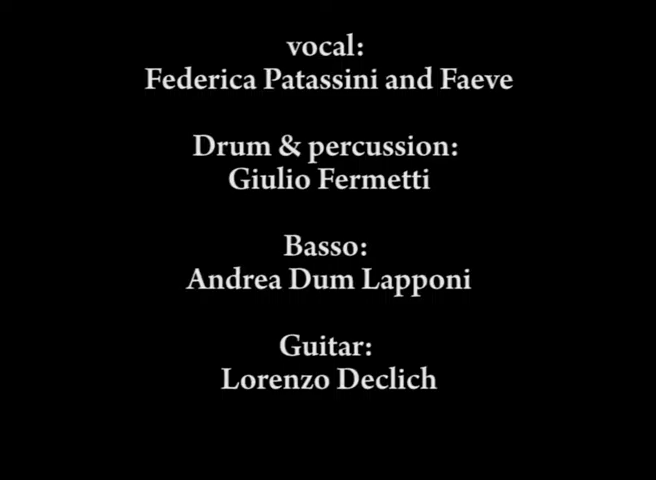 vocal:
Federica Patassini and Faeve
Drum & percussion:
Giulio Fermetti
Basso:
Andrea Dum Lapponi
Guitar:
Lorenzo Declich